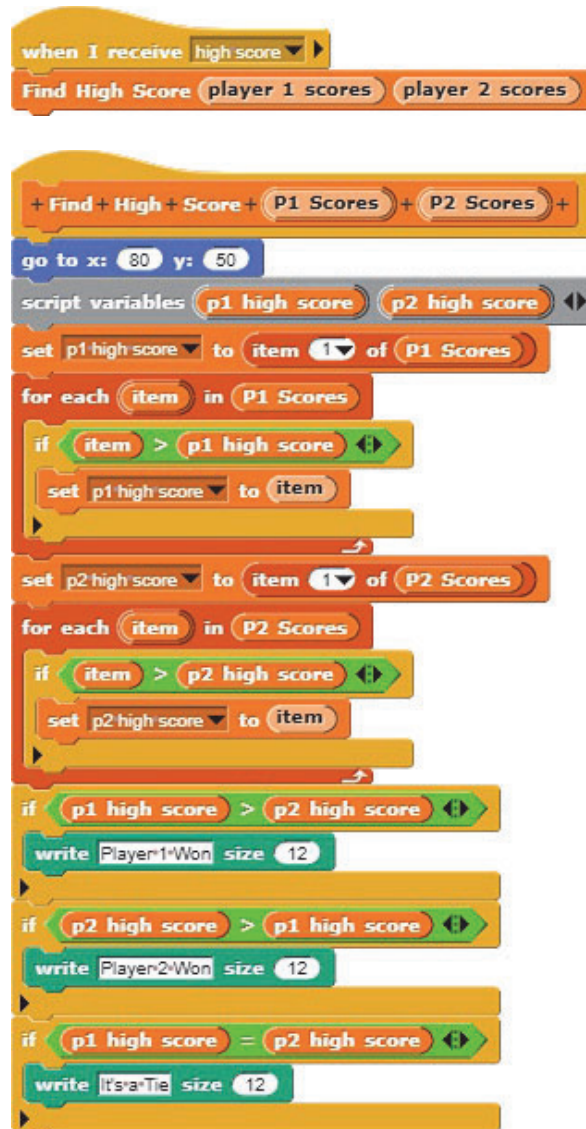 when I receive high score
Find High Score player 1 scores player 2 scores
+ Find + High + Score + P1 Scores + P2 Scores +
go to x: 80 y: 50
script variables p1 high score p2 high score
set p1 high score to item 1 of P1 Scores
for each item in P1 Scores
if item > p1 high score
set p1 high score to item
set p2 high score to item 1 of P2 Scores
for each item in P2 Scores
if item > p2 high score
set p2 high score to item
if p1 high score > p2 high score
write Player 1 Won size 12
if p2 high score > p1 high score
write Player 2 Won size 12
if p1 high score = p2 high score
write It's a Tie size 12